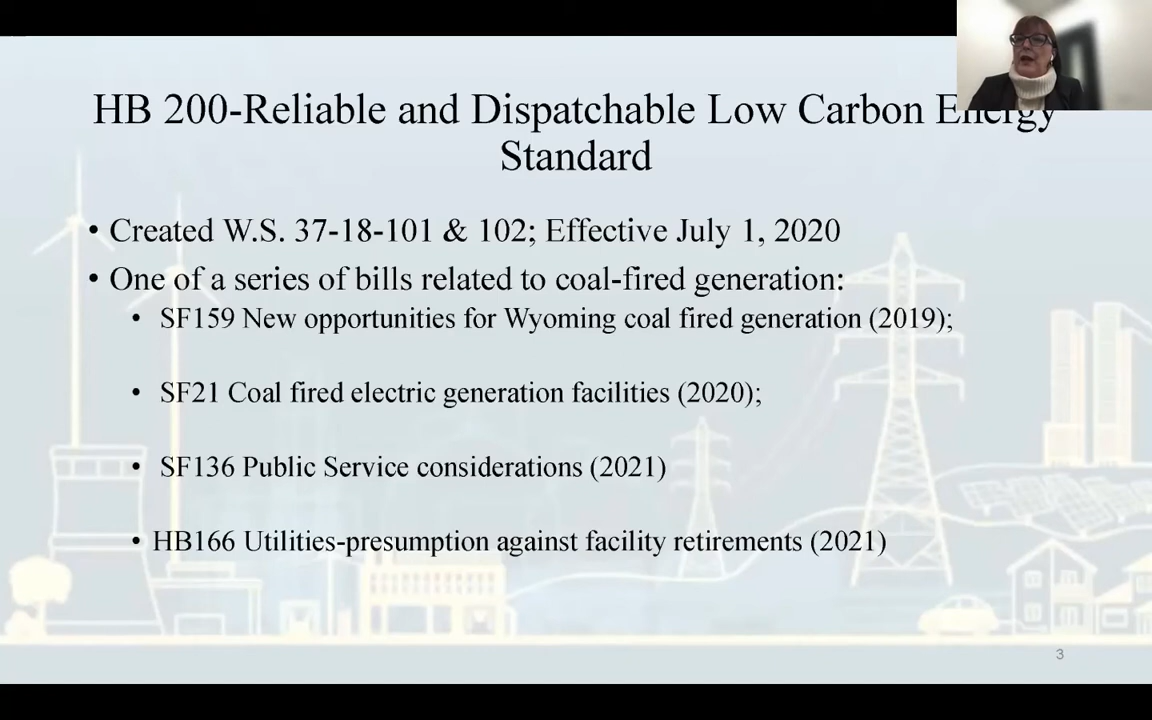 HB 200-Reliable and Dispatchable Low Carbon Energy
Standard
• Created W.S. 37-18-101 & 102; Effective July 1, 2020
• One of a series of bills related to coal-fired generation:
• SF159 New opportunities for Wyoming coal fired generation (2019);
• SF21 Coal fired electric generation facilities (2020);
• SF136 Public Service considerations (2021)
• HB166 Utilities-presumption against facility retirements (2021)
3